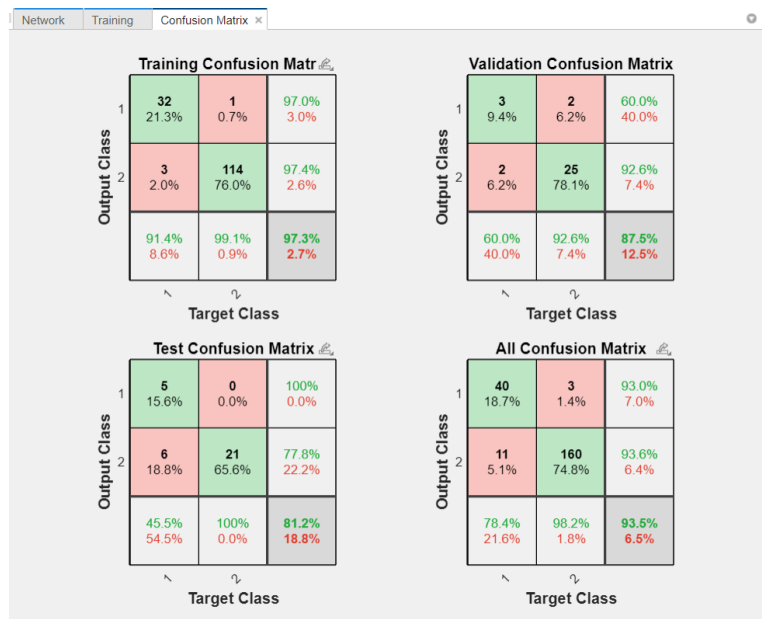 Network Training Confusion Matrix ×
Training Confusion Matr
1 32 1 97.0%
21.3% 0.7% 3.0%
2 3 114 97.4%
2.0% 76.0% 2.6%
91.4% 99.1% 97.3%
8.6% 0.9% 2.7%
1 2
Target Class
Output Class
Validation Confusion Matrix
1 3 2 60.0%
9.4% 6.2% 40.0%
2 2 25 92.6%
6.2% 78.1% 7.4%
60.0% 92.6% 87.5%
40.0% 7.4% 12.5%
1 2
Target Class
Output Class
Test Confusion Matrix
1 5 0 100%
15.6% 0.0% 0.0%
2 6 21 77.8%
18.8% 65.6% 22.2%
45.5% 100% 81.2%
54.5% 0.0% 18.8%
1 2
Target Class
Output Class
All Confusion Matrix
1 40 3 93.0%
18.7% 1.4% 7.0%
2 11 160 93.6%
5.1% 74.8% 6.4%
78.4% 98.2% 93.5%
21.6% 1.8% 6.5%
1 2
Target Class
Output Class